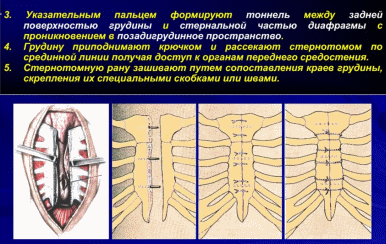 3. Указательным пальцем формируют тоннель между задней
поверхностью грудины и стернальной частью диафрагмы с
проникновением в позадигрудинное пространство.
4. Грудину приподнимают крючком и рассекают стернотомом по
срединной линии получая доступ к органам переднего средостения.
5. Стернотомную рану зашивают путем сопоставления краев грудины,
скрепления их специальными скобками или швами.